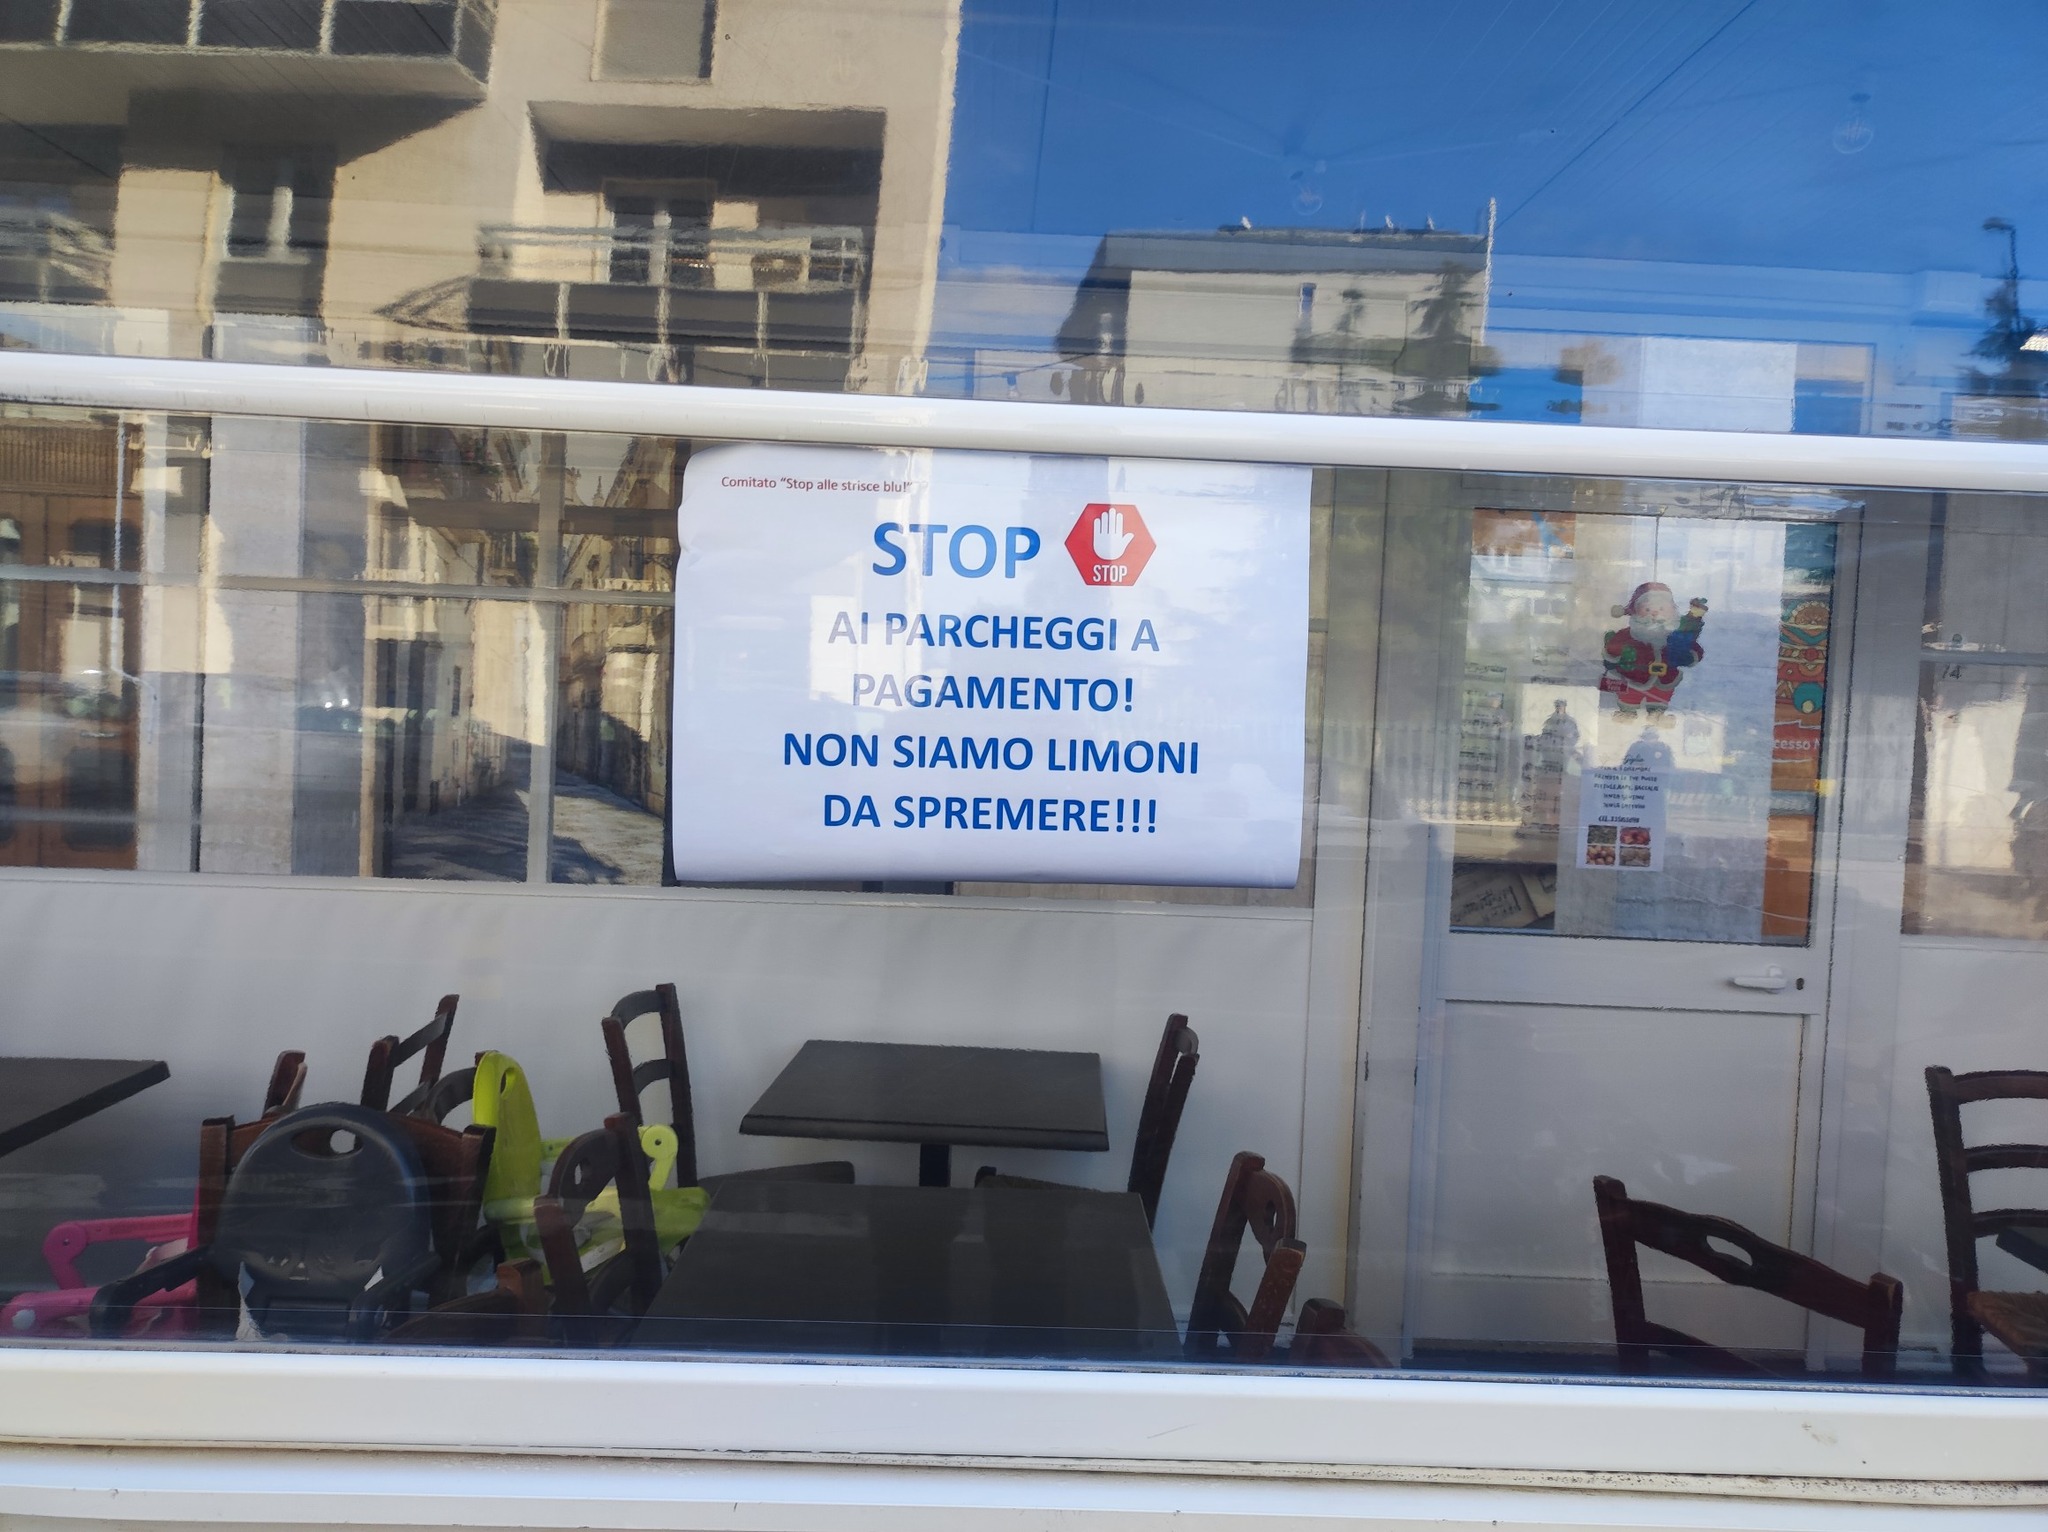 Comitato "Stop alle strisce blu!"
STOP
STOP
AI PARCHEGGI A
PAGAMENTO!
NON SIAMO LIMONI
DA SPREMERE!!!